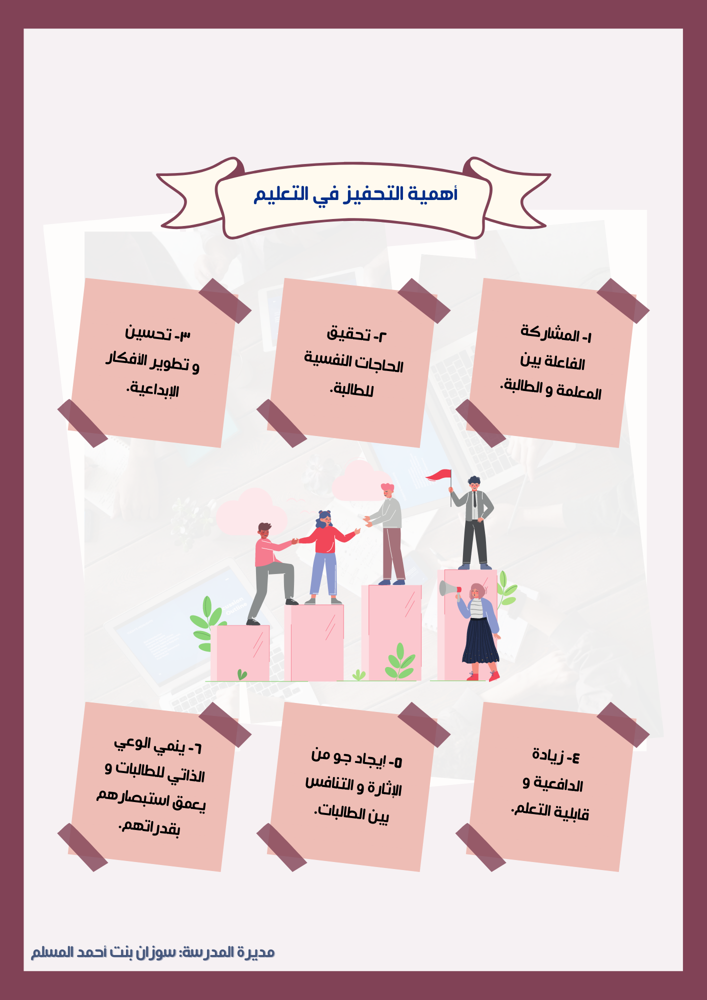 أهمية التحفيز في التعليم
١- المشاركة
الفاعلة بين
المعلمة و الطالبة.
٢- تحقيق
الحاجات النفسية
للطالبة.
٣- تحسين
و تطوير الأفكار
الإبداعية.
cussion
Outline
٤- زيادة
الدافعية و
قابلية التعلم.
٥- إيجاد جو من
الإثارة و التنافس
بين الطالبات.
٦- ينمي الوعي
الذاتي للطالبات و
يعمق استبصارهم
بقدراتهم.
مديرة المدرسة: سوزان بنت أحمد المسلم